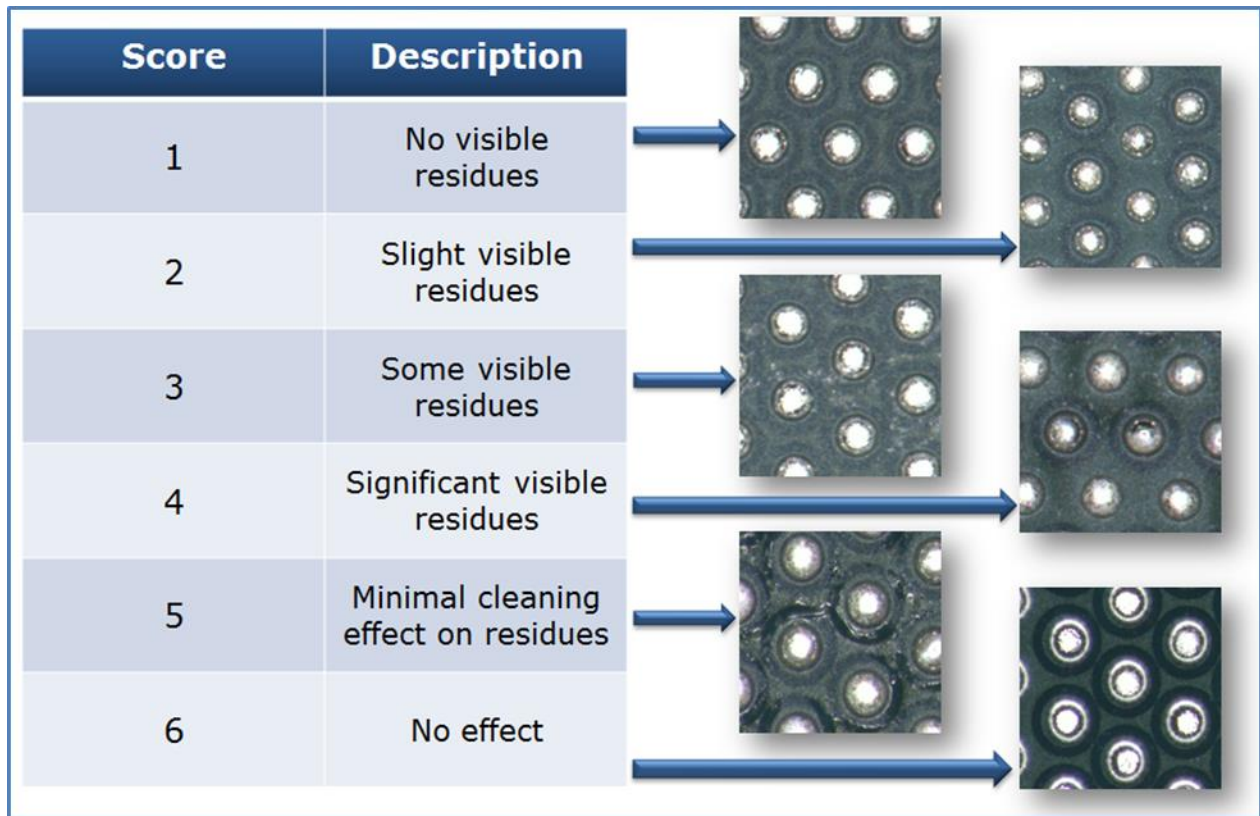 Score Description
1 No visible
residues
2 Slight visible
residues
3 Some visible
residues
4 Significant visible
residues
5 Minimal cleaning
effect on residues
6 No effect